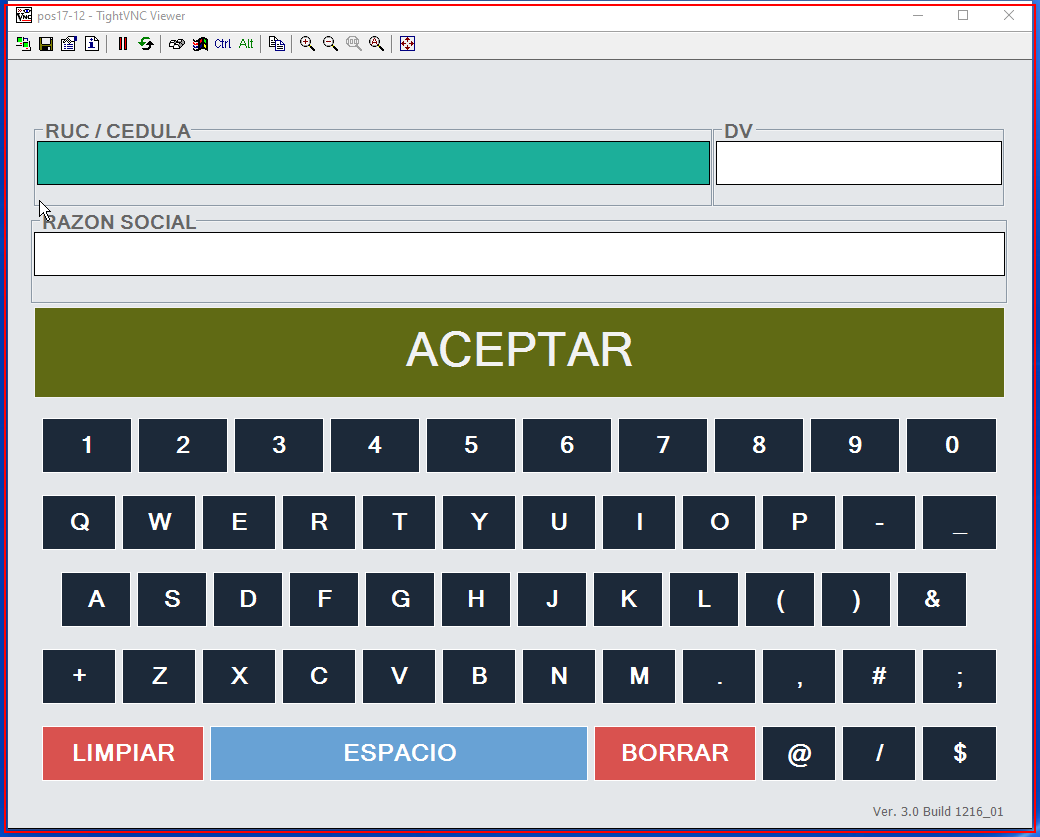 pos17-12 - TightVNC Viewer
Ctrl Alt
RUC / CEDULA DV
RAZON SOCIAL
ACEPTAR
1 2 3 4 5 6 7 8 9 0
Q W E R T Y U I O P - _
A S D F G H J K L ( ) &
+ Z X C V B N M . , # ;
LIMPIAR ESPACIO BORRAR @ / $
Ver. 3.0 Build 1216_01